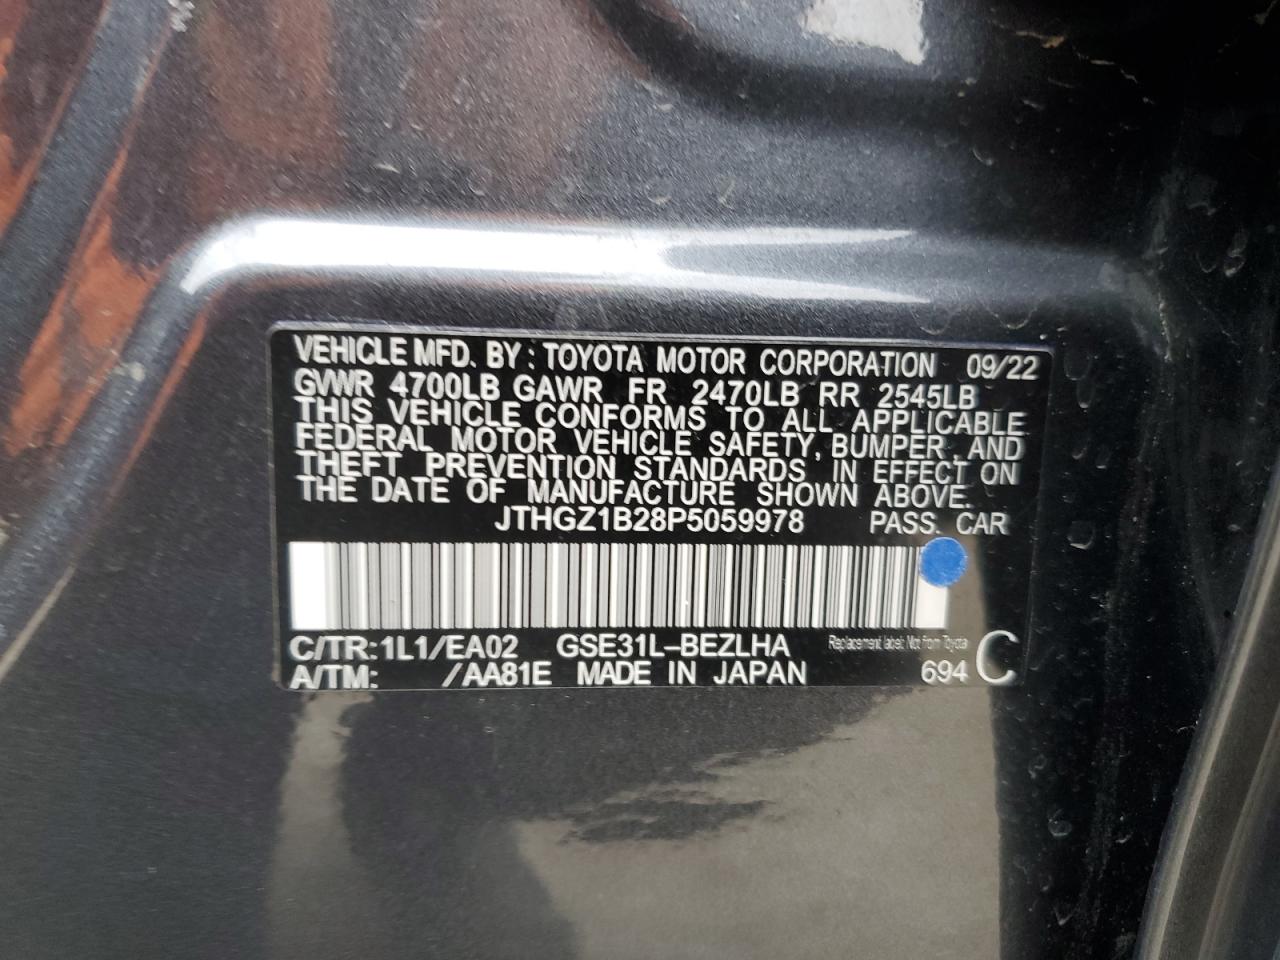 VEHICLE MFD. BY : TOYOTA MOTOR CORPORATION 09/22
GVWR 4700LB GAWR FR 2470LB RR 2545LB
THIS VEHICLE CONFORMS TO ALL APPLICABLE
FEDERAL MOTOR VEHICLE SAFETY, BUMPER, AND
THEFT PREVENTION STANDARDS IN EFFECT ON
THE DATE OF MANUFACTURE SHOWN ABOVE.
JTHGZ1B28P5059978 PASS. CAR
C/TR:1L1/EA02 GSE31L-BEZLHA Replacement label: Not from Toyota C
A/TM: /AA81E MADE IN JAPAN 694